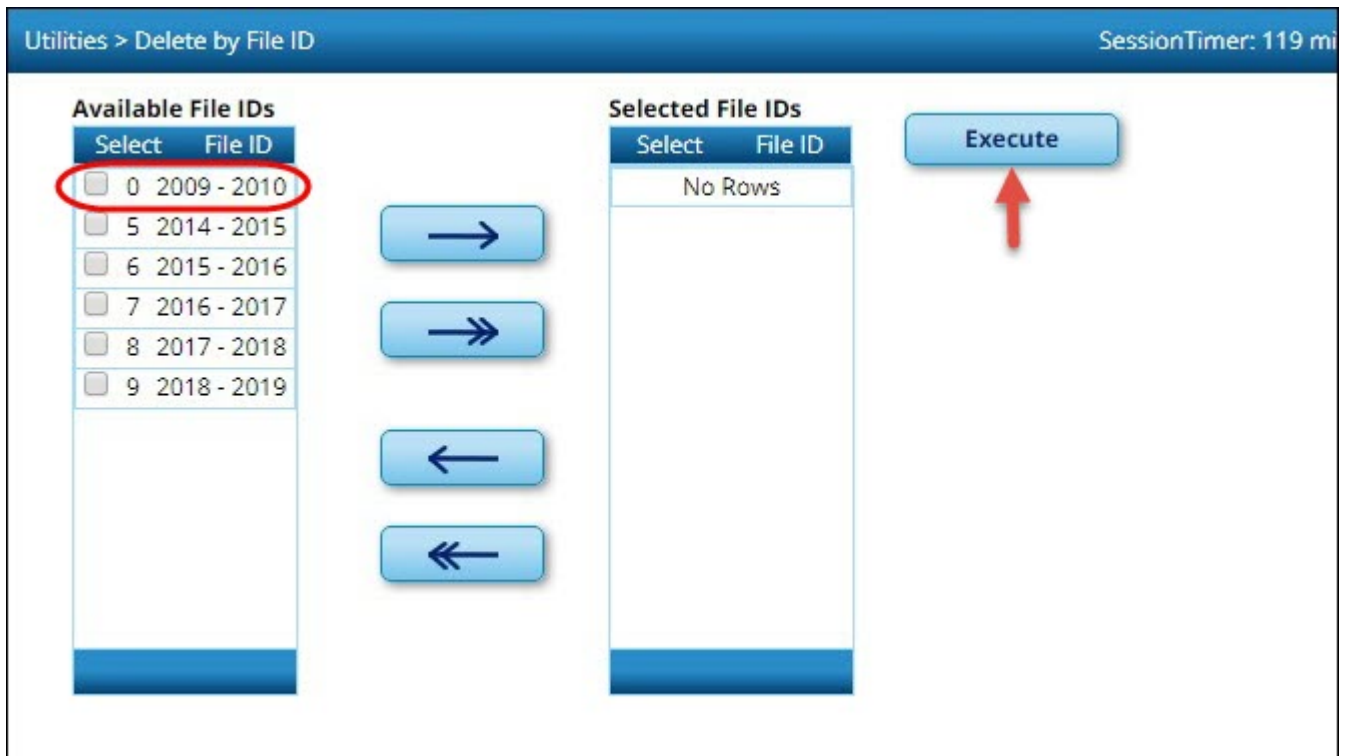 Utilities > Delete by File ID
SessionTimer: 119 mi
Available File IDs
Select File ID
0 2009 - 2010
5 2014 - 2015
6 2015 - 2016
7 2016 - 2017
8 2017 - 2018
9 2018 - 2019
Selected File IDs
Select File ID
No Rows
Execute